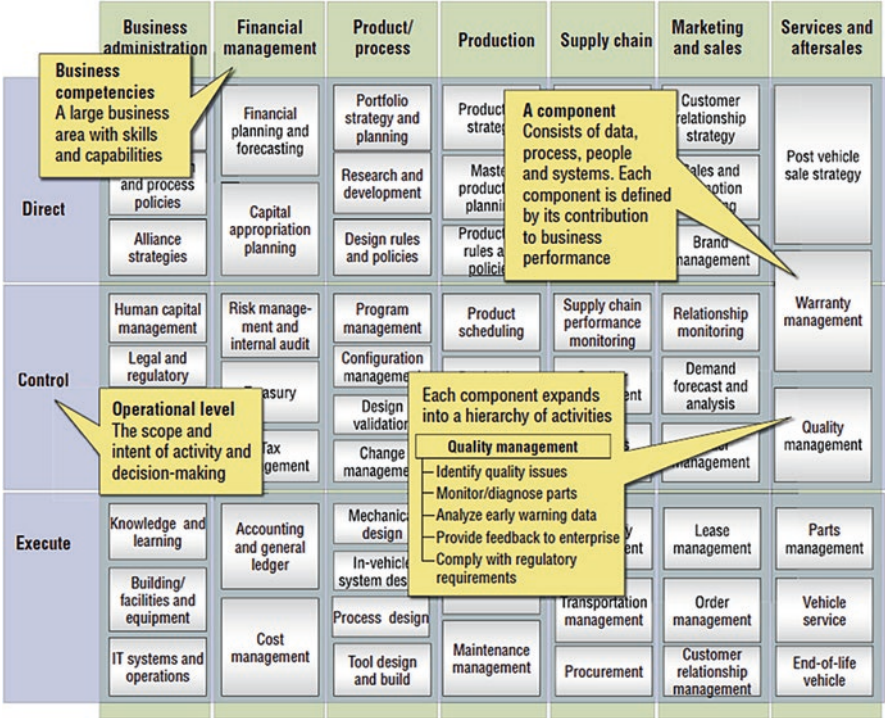 Business
administration
Financial
management
Product/
process
Production
Supply chain
Marketing
and sales
Services and
aftersales
Business
competencies
A large business
area with skills
and capabilities
Direct
and process
policies
Alliance
strategies
Financial
planning and
forecasting
Capital
appropriation
planning
Portfolio
strategy and
planning
Research and
development
Design rules
and policies
A component
Consists of data,
process, people
and systems. Each
component is defined
by its contribution
to business
performance
Customer
relationship
strategy
Brand
management
Post vehicle
sale strategy
Control
Human capital
management
Legal and
regulatory
Operational level
The scope and
intent of activity and
decision-making
Risk manage-
ment and
internal audit
Program
management
Configuration
Design
Change
Product
scheduling
Supply chain
performance
monitoring
Relationship
monitoring
Demand
forecast and
analysis
Warranty
management
Quality
management
Each component expands
into a hierarchy of activities
Quality management
Identify quality issues
Monitor/diagnose parts
Analyze early warning data
Provide feedback to enterprise
Comply with regulatory
requirements
Execute
Knowledge and
learning
Building/
facilities and
equipment
IT systems and
operations
Accounting
and general
ledger
Cost
management
Mechanical
design
In-vehicle
system design
Process design
Tool design
and build
Maintenance
management
Transportation
management
Procurement
Lease
management
Order
management
Customer
relationship
management
Parts
management
Vehicle
service
End-of-life
vehicle